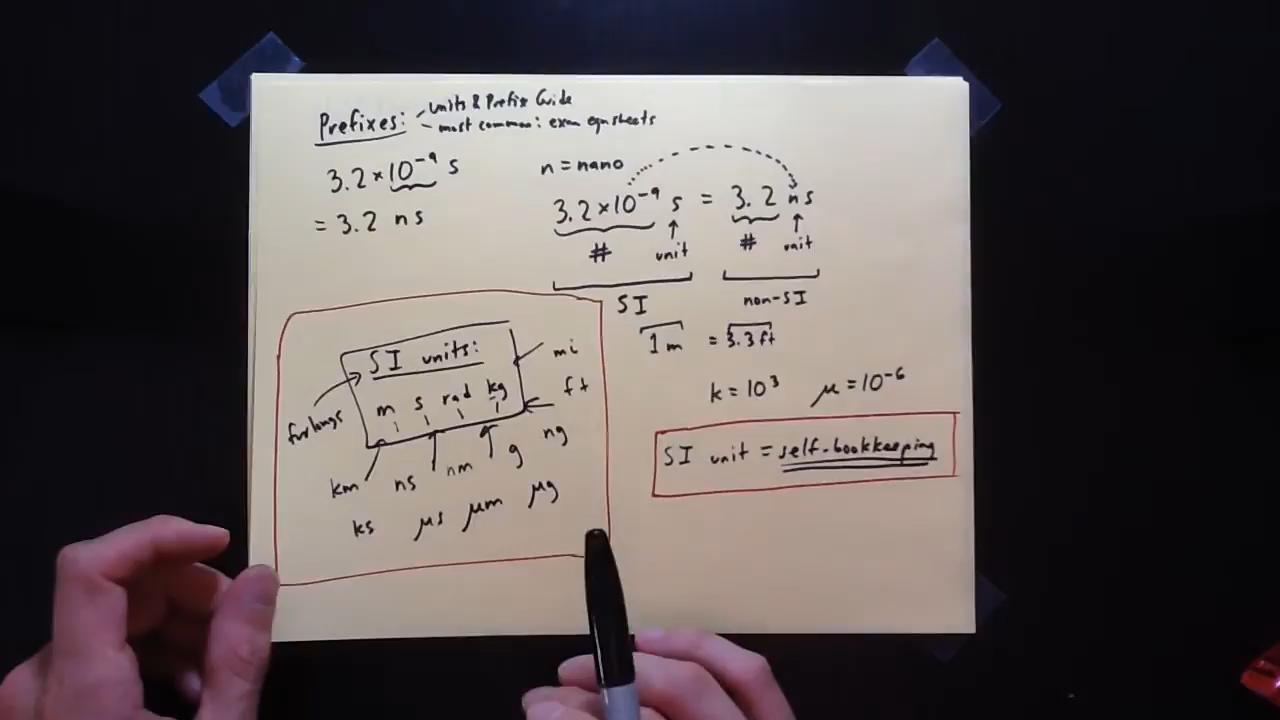 Prefixes:
- Units & Prefix Guide
- most common: exam eqn sheets
3.2 × 10⁻⁹ s
= 3.2 ns
n = nano
3.2 × 10⁻⁹ s = 3.2 ns
# unit # unit
SI non-SI
1m = 3.3 ft
k = 10³ μ = 10⁻⁶
SI unit = self-bookkeeping
SI units:
m s rad kg
furlongs
mi
ft
km ns nm g ng
ks μs μm μg